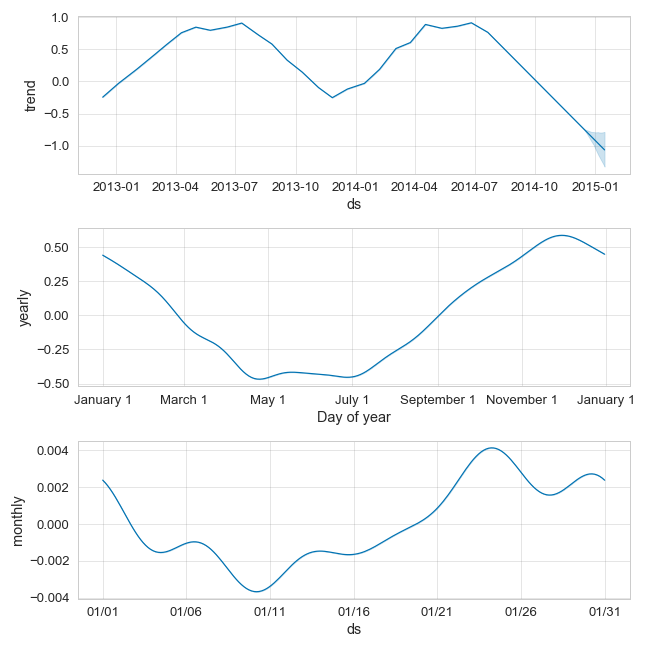 1.0
0.5
0.0
−0.5
−1.0
trend
2013-01 2013-04 2013-07 2013-10 2014-01 2014-04 2014-07 2014-10 2015-01
ds
0.50
0.25
0.00
−0.25
−0.50
yearly
January 1 March 1 May 1 July 1 September 1 November 1 January 1
Day of year
0.004
0.002
0.000
−0.002
−0.004
monthly
01/01 01/06 01/11 01/16 01/21 01/26 01/31
ds